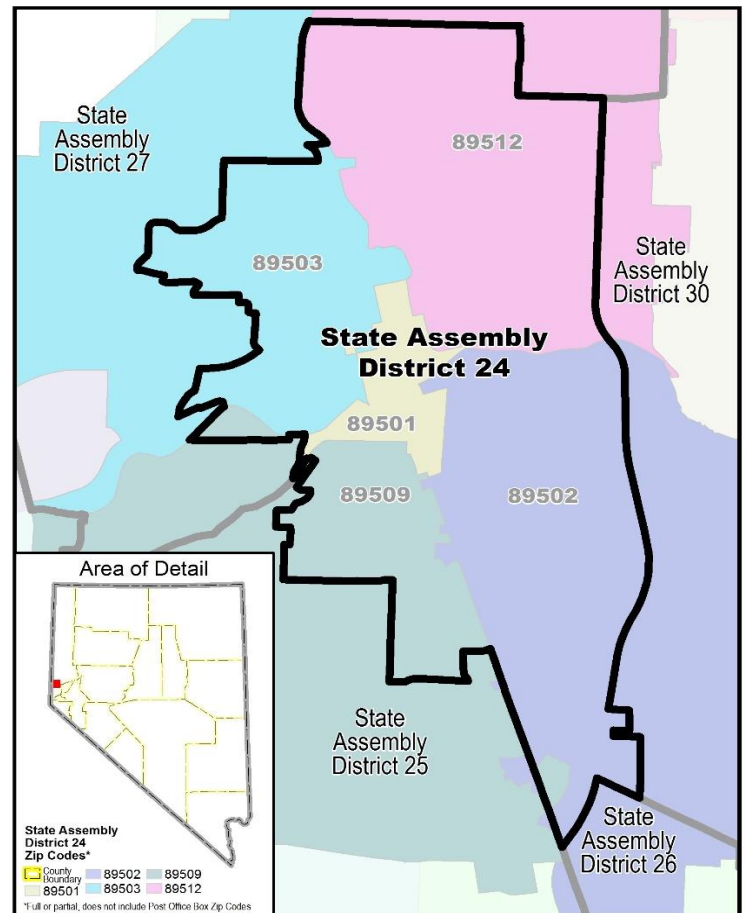 State
Assembly
District 27
89512
State
Assembly
District 30
89503
State Assembly
District 24
89501
89509
89502
State
Assembly
District 25
State
Assembly
District 26
Area of Detail
State Assembly
District 24
Zip Codes*
County
Boundary
89502
89509
89501
89503
89512
*Full or partial, does not include Post Office Box Zip Codes